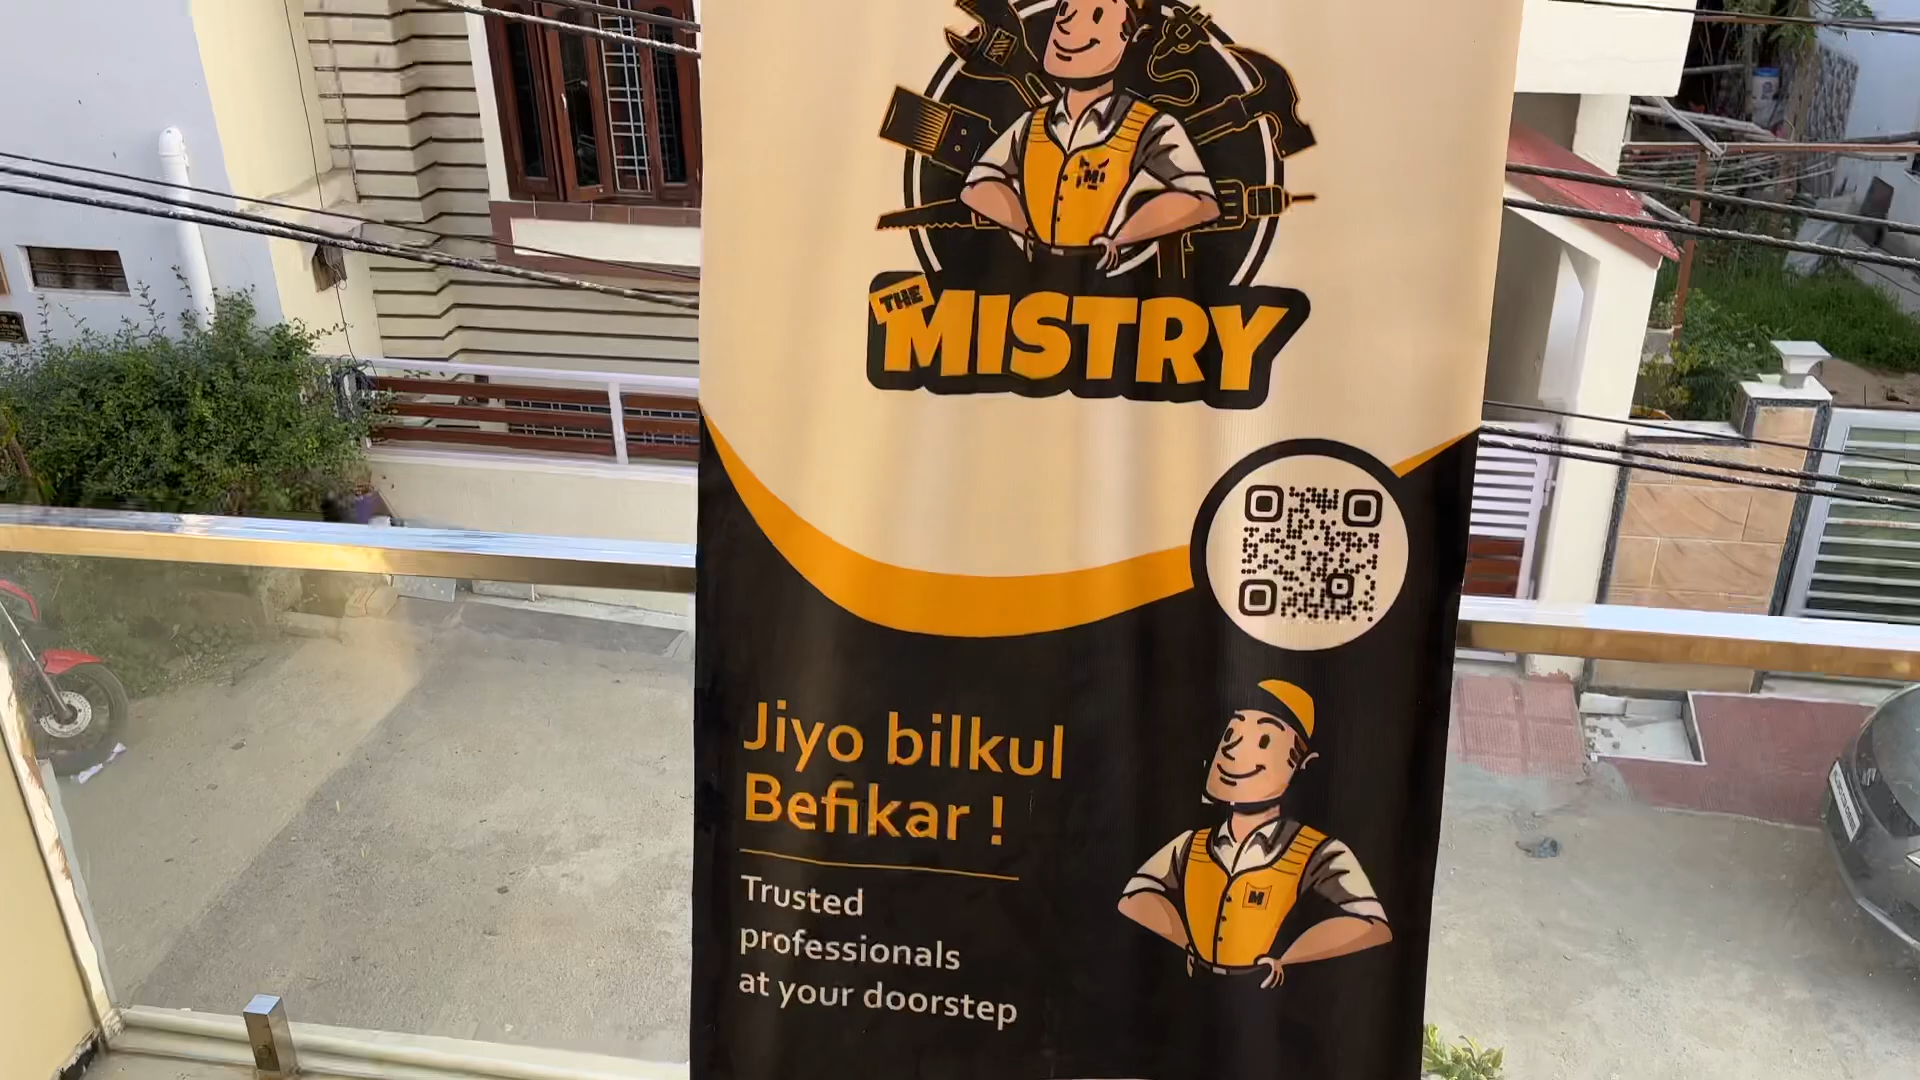 THE
MISTRY
Jiyo bilkul
Befikar !
Trusted
professionals
at your doorstep
M